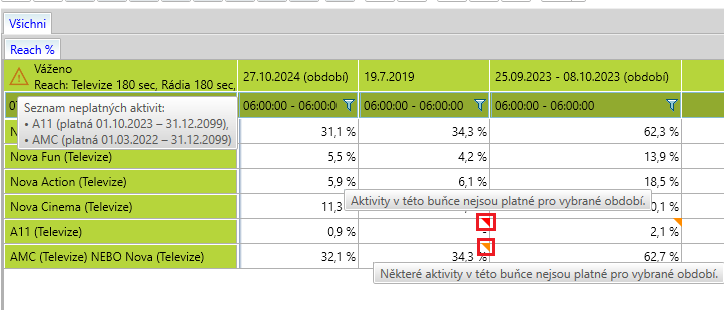 Všichni
Reach %
Váženo
Reach: Televize 180 sec, Rádia 180 sec,
27.10.2024 (období)
19.7.2019
25.09.2023 - 08.10.2023 (období)
Seznam neplatných aktivit:
• A11 (platná 01.10.2023 – 31.12.2099),
• AMC (platná 01.03.2022 – 31.12.2099)
06:00:00 - 06:00:0
06:00:00 - 06:00:00
06:00:00 - 06:00:00
31,1 % 34,3 % 62,3 %
Nova Fun (Televize) 5,5 % 4,2 % 13,9 %
Nova Action (Televize) 5,9 % 6,1 % 18,5 %
Aktivity v této buňce nejsou platné pro vybrané období.
Nova Cinema (Televize) 11,3 0,1 %
A11 (Televize) 0,9 % - 2,1 %
AMC (Televize) NEBO Nova (Televize) 32,1 % 34,3 % 62,7 %
Některé aktivity v této buňce nejsou platné pro vybrané období.